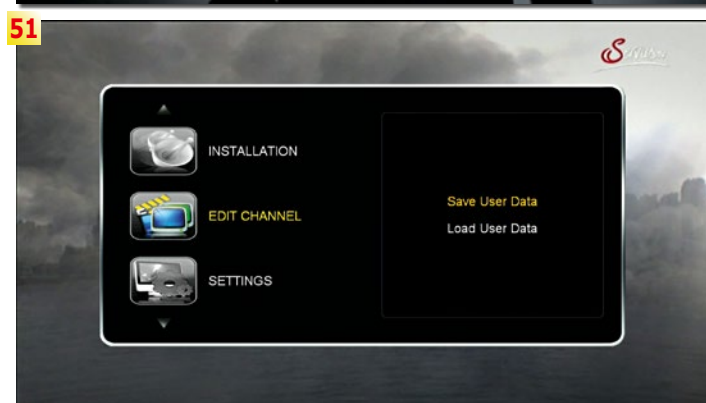 51
INSTALLATION
EDIT CHANNEL
Save User Data
Load User Data
SETTINGS